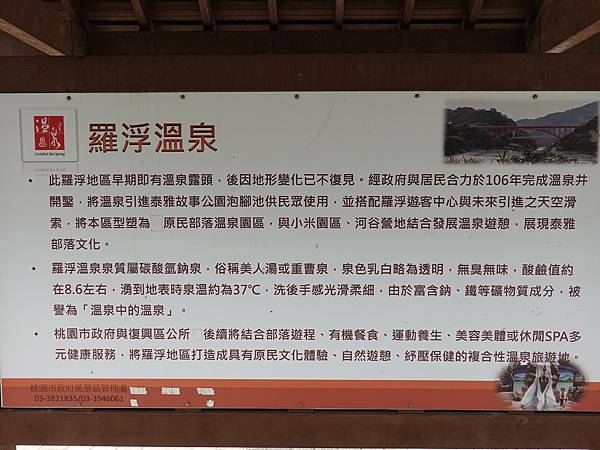 溫泉
Certified Hot Spring
羅浮溫泉
• 此羅浮地區早期即有溫泉露頭，後因地形變化已不復見。經政府與居民合力於106年完成溫泉井
開鑿，將溫泉引進泰雅故事公園泡腳池供民眾使用，並搭配羅浮遊客中心與未來引進之天空滑
索，將本區型塑為 原民部落溫泉園區，與小米園區、河谷營地結合發展溫泉遊憩，展現泰雅
部落文化。
• 羅浮溫泉泉質屬碳酸氫鈉泉，俗稱美人湯或重曹泉，泉色乳白略為透明，無臭無味，酸鹼值約
在8.6左右，湧到地表時泉溫約為37℃，洗後手感光滑柔細，由於富含鈉、鐵等礦物質成分，被
譽為「溫泉中的溫泉」。
• 桃園市政府與復興區公所 後續將結合部落遊程、有機餐食、運動養生、美容美體或休閒SPA多
元健康服務，將羅浮地區打造成具有原民文化體驗、自然遊憩、紓壓保健的複合性溫泉旅遊地。
桃園市政府風景區管理處
03-3821835/03-3946061